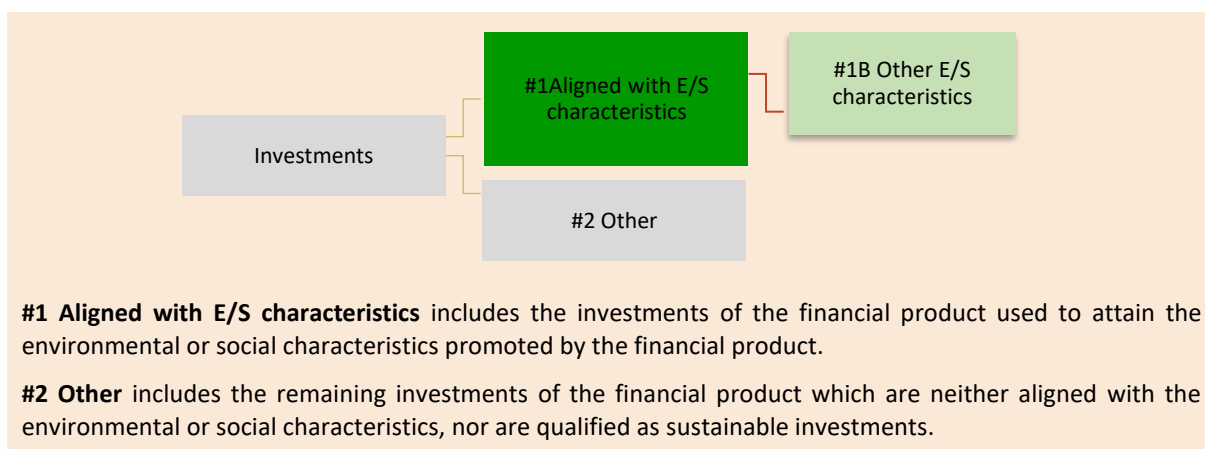 #1Aligned with E/S
characteristics
#1B Other E/S
characteristics
Investments
#2 Other
#1 Aligned with E/S characteristics includes the investments of the financial product used to attain the
environmental or social characteristics promoted by the financial product.
#2 Other includes the remaining investments of the financial product which are neither aligned with the
environmental or social characteristics, nor are qualified as sustainable investments.